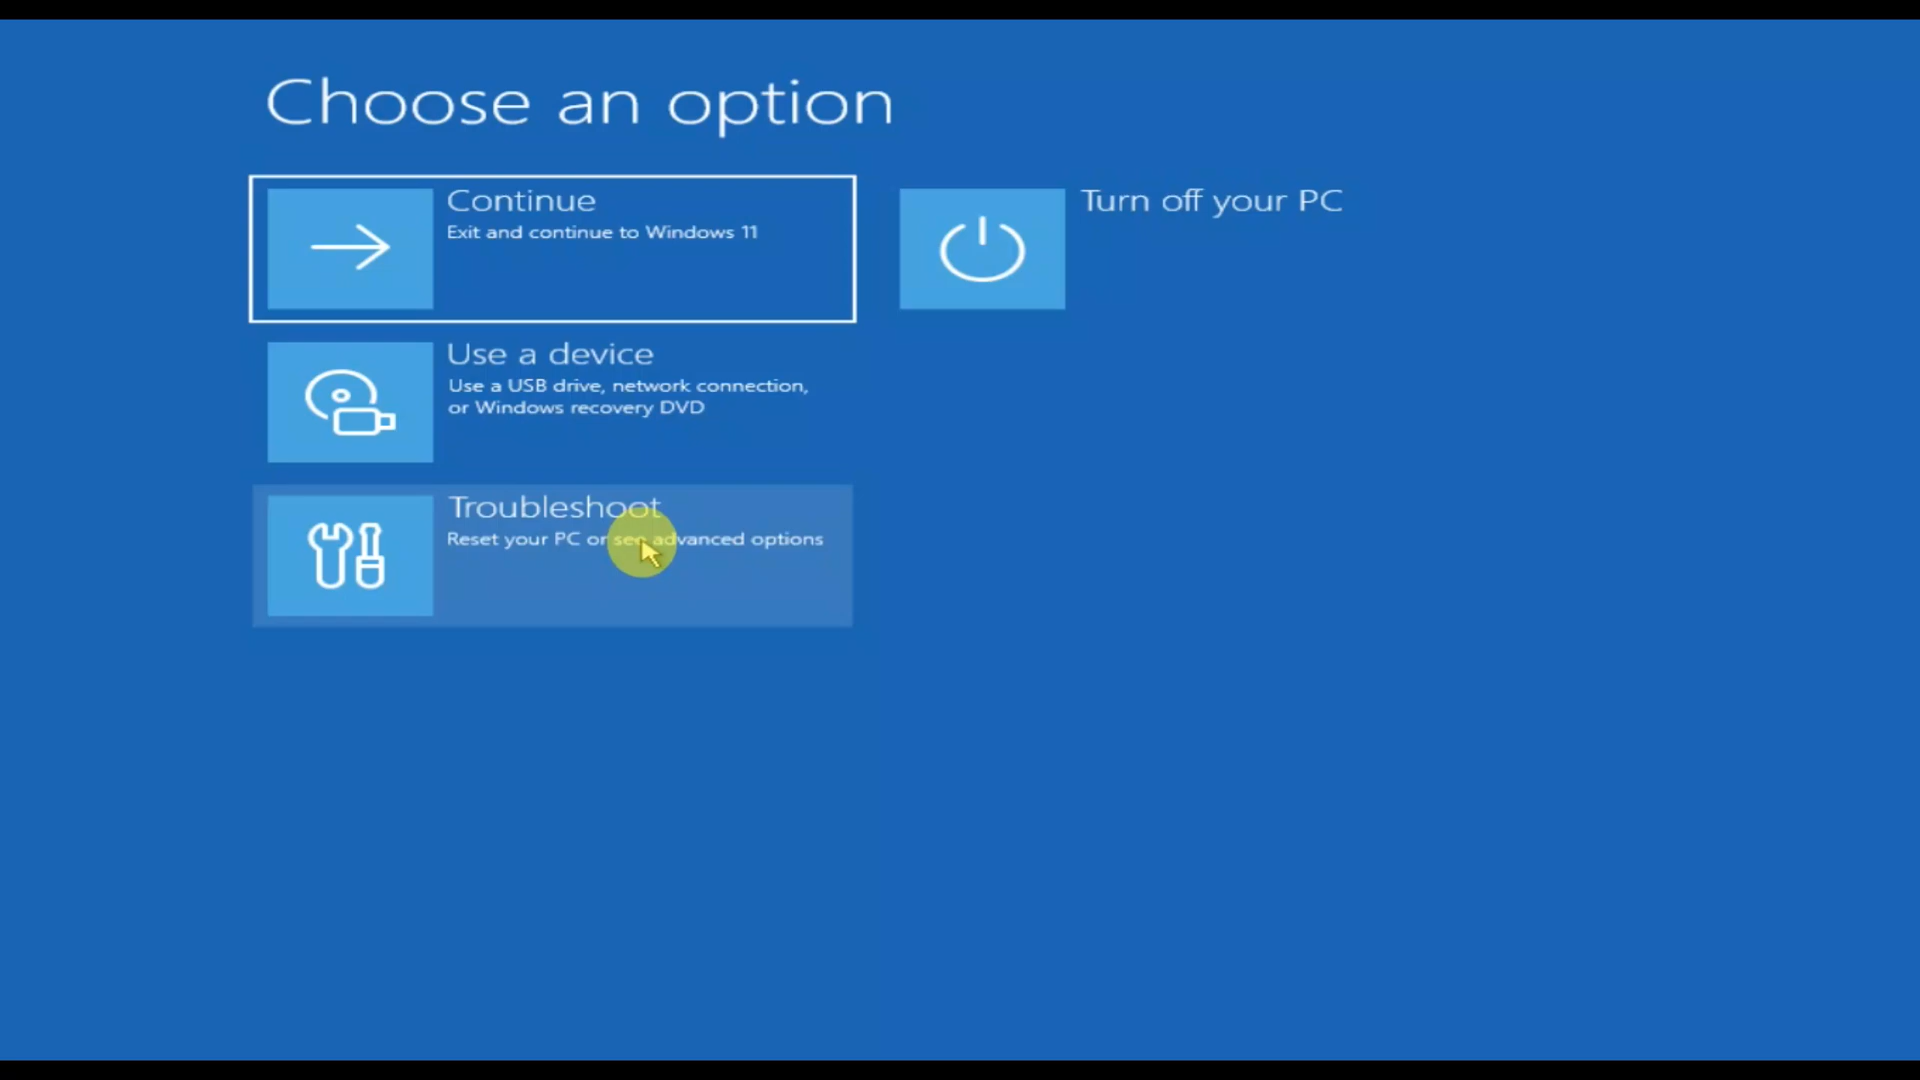 Choose an option
Continue
Exit and continue to Windows 11
Turn off your PC
Use a device
Use a USB drive, network connection,
or Windows recovery DVD
Troubleshoot
Reset your PC or see advanced options